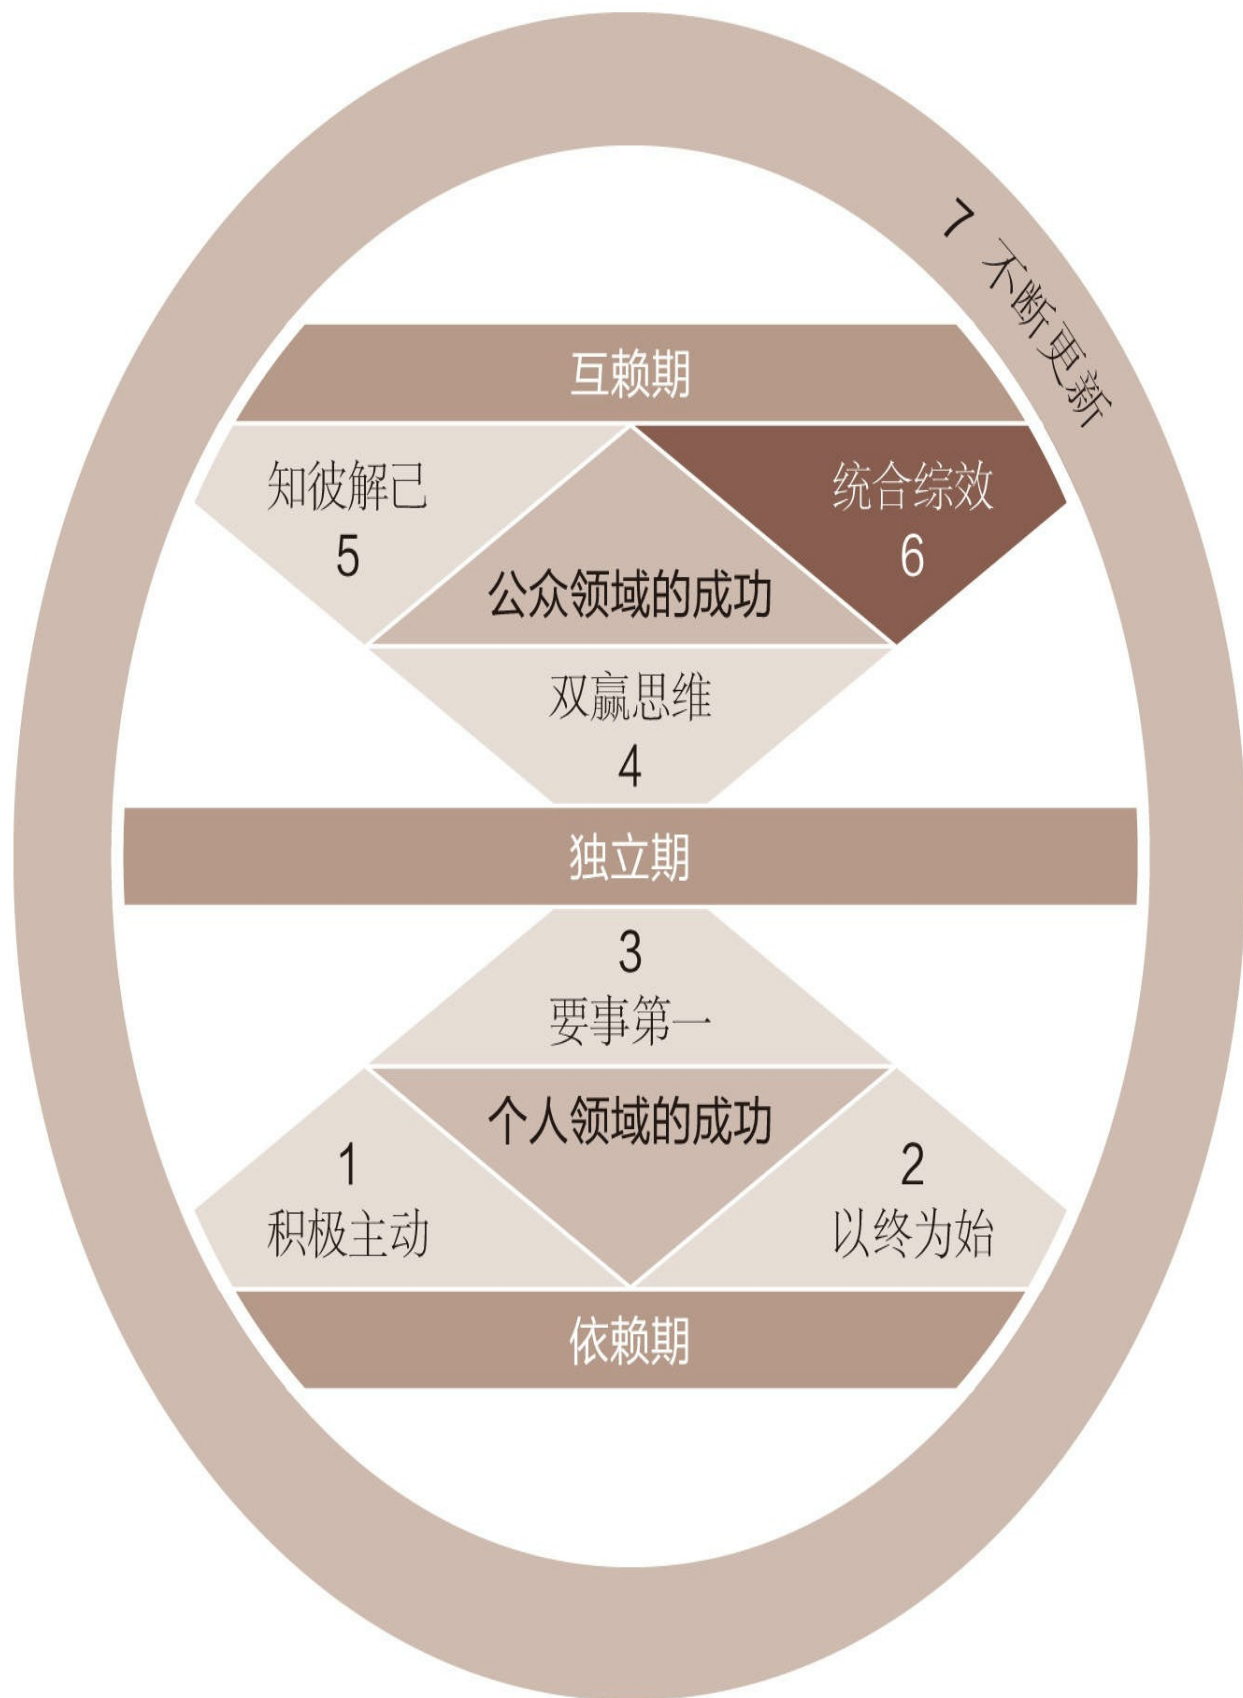 7 不断更新
互赖期
知彼解己
5
统合综效
6
公众领域的成功
双赢思维
4
独立期
3
要事第一
个人领域的成功
1
积极主动
2
以终为始
依赖期